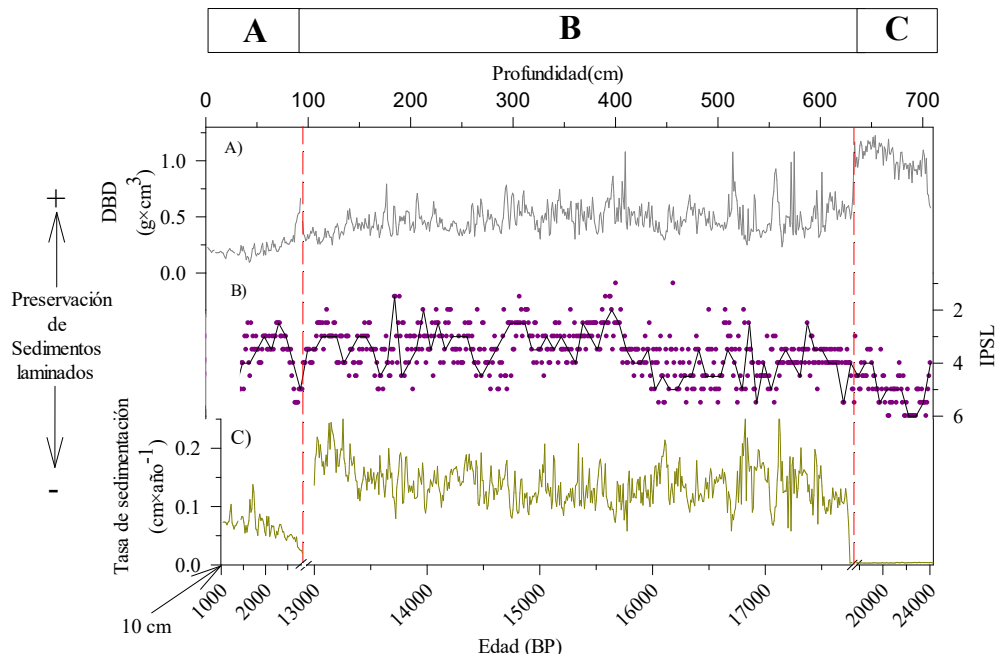 A B C
Profundidad(cm)
0 100 200 300 400 500 600 700
A)
1.0
0.5
0.0
DBD
(g×cm³)
+
Preservación
de
Sedimentos
laminados
-
B)
2
4
6
IPSL
C)
0.2
0.1
0.0
Tasa de sedimentación
(cm×año⁻¹)
1000 2000 13000 14000 15000 16000 17000 20000 24000
10 cm
Edad (BP)